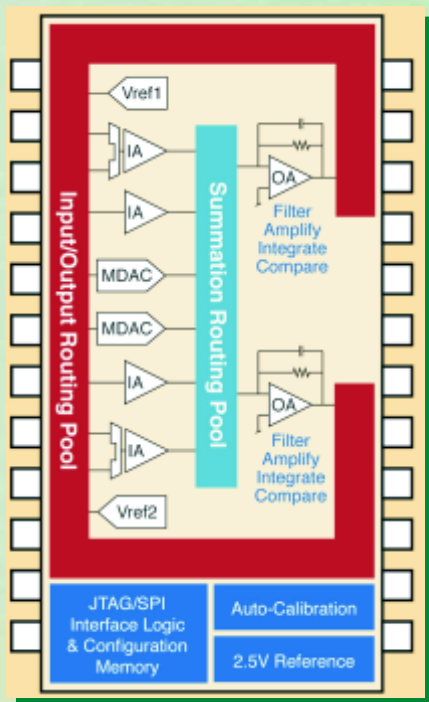 Vref1
IA
IA
MDAC
MDAC
IA
IA
Vref2
Input/Output Routing Pool
Summation Routing Pool
OA
Filter
Amplify
Integrate
Compare
OA
Filter
Amplify
Integrate
Compare
JTAG/SPI
Interface Logic
& Configuration
Memory
Auto-Calibration
2.5V Reference